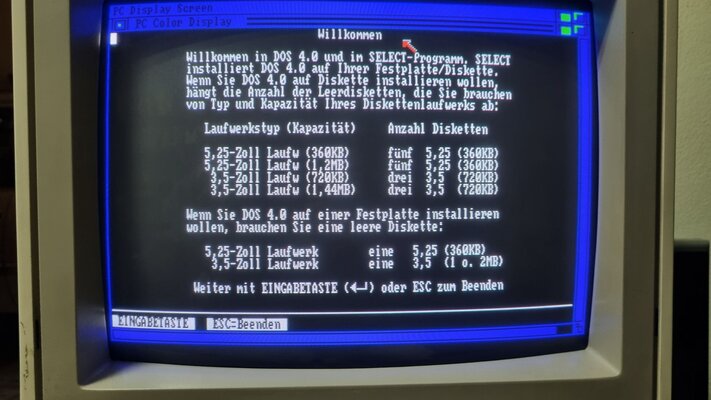 PC Display Screen
PC Color Display
Willkommen
Willkommen in DOS 4.0 und im SELECT-Programm. SELECT
installiert DOS 4.0 auf Ihrer Festplatte/Diskette.
Wenn Sie DOS 4.0 auf Diskette installieren wollen,
hängt die Anzahl der Leerdisketten, die Sie brauchen
von Typ und Kapazität Ihres Diskettenlaufwerks ab:
Laufwerkstyp (Kapazität) Anzahl Disketten
5,25-Zoll Laufw (360KB) fünf 5,25 (360KB)
5,25-Zoll Laufw (1,2MB) fünf 5,25 (360KB)
3,5-Zoll Laufw (720KB) drei 3,5 (720KB)
3,5-Zoll Laufw (1,44MB) drei 3,5 (720KB)
Wenn Sie DOS 4.0 auf einer Festplatte installieren
wollen, brauchen Sie eine leere Diskette:
5,25-Zoll Laufwerk eine 5,25 (360KB)
3,5-Zoll Laufwerk eine 3,5 (1 o. 2MB)
Weiter mit EINGABETASTE (◄─┘) oder ESC zum Beenden
EINGABETASTE ESC=Beenden